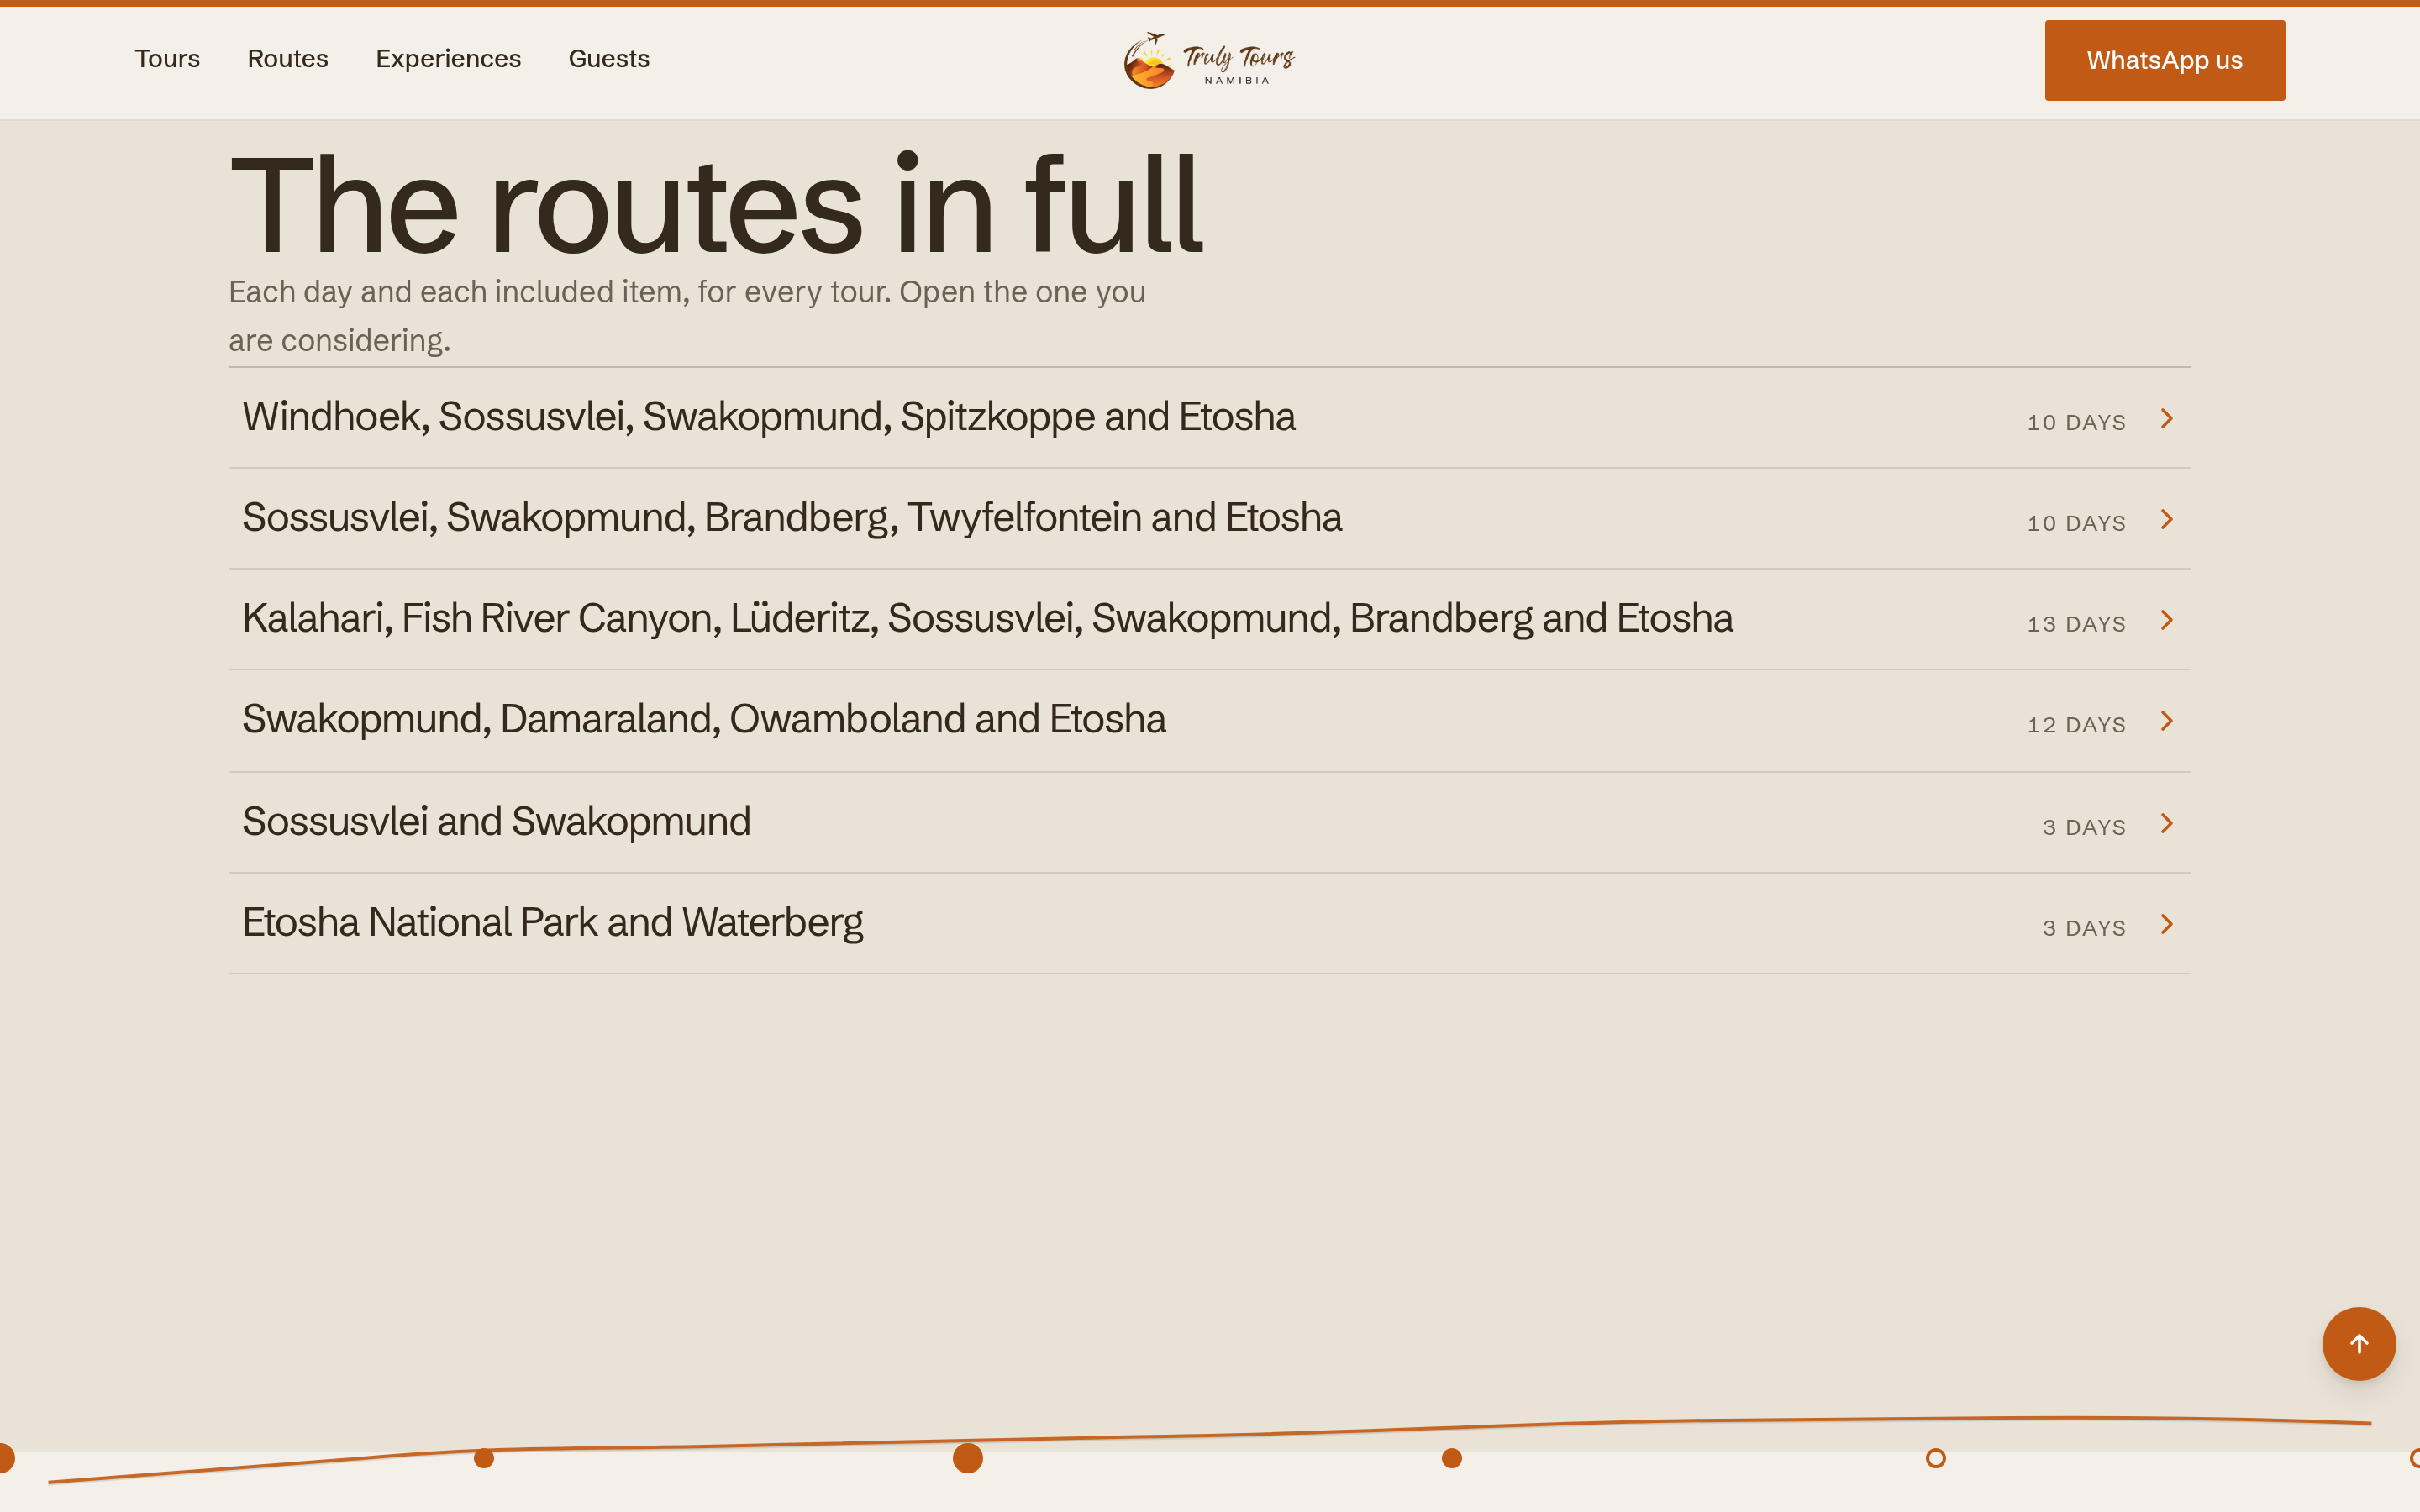 Tours Routes Experiences Guests
Truly Tours
NAMIBIA
WhatsApp us
The routes in full
Each day and each included item, for every tour. Open the one you
are considering.
Windhoek, Sossusvlei, Swakopmund, Spitzkoppe and Etosha 10 DAYS
Sossusvlei, Swakopmund, Brandberg, Twyfelfontein and Etosha 10 DAYS
Kalahari, Fish River Canyon, Lüderitz, Sossusvlei, Swakopmund, Brandberg and Etosha 13 DAYS
Swakopmund, Damaraland, Owamboland and Etosha 12 DAYS
Sossusvlei and Swakopmund 3 DAYS
Etosha National Park and Waterberg 3 DAYS